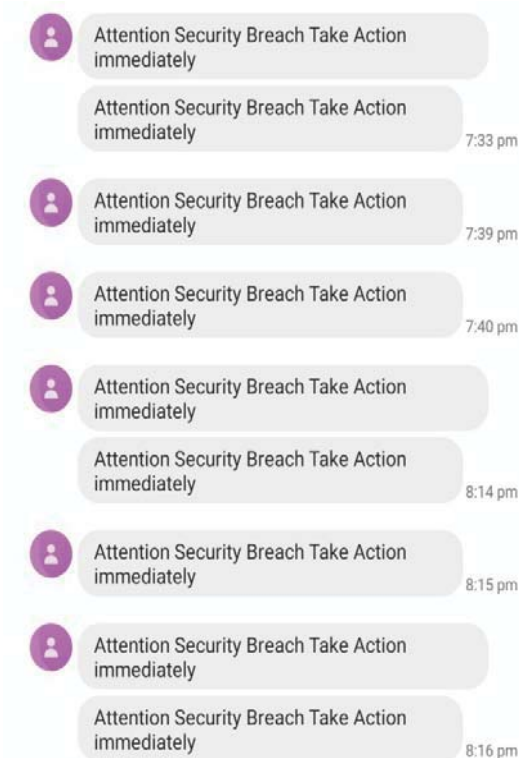 Attention Security Breach Take Action
immediately
Attention Security Breach Take Action
immediately
7:33 pm
Attention Security Breach Take Action
immediately
7:39 pm
Attention Security Breach Take Action
immediately
7:40 pm
Attention Security Breach Take Action
immediately
Attention Security Breach Take Action
immediately
8:14 pm
Attention Security Breach Take Action
immediately
8:15 pm
Attention Security Breach Take Action
immediately
Attention Security Breach Take Action
immediately
8:16 pm